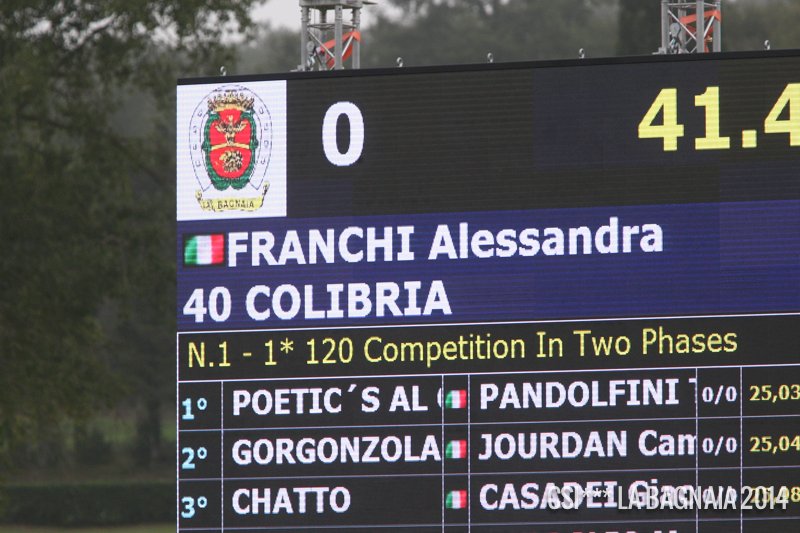 LA BAGNAIA
0 41.4
FRANCHI Alessandra
40 COLIBRIA
N.1 - 1* 120 Competition In Two Phases
1° POETIC´S AL PANDOLFINI 0/0 25,03
2° GORGONZOLA JOURDAN Cam 0/0 25,04
3° CHATTO CASADEI
LA BAGNAIA 2014